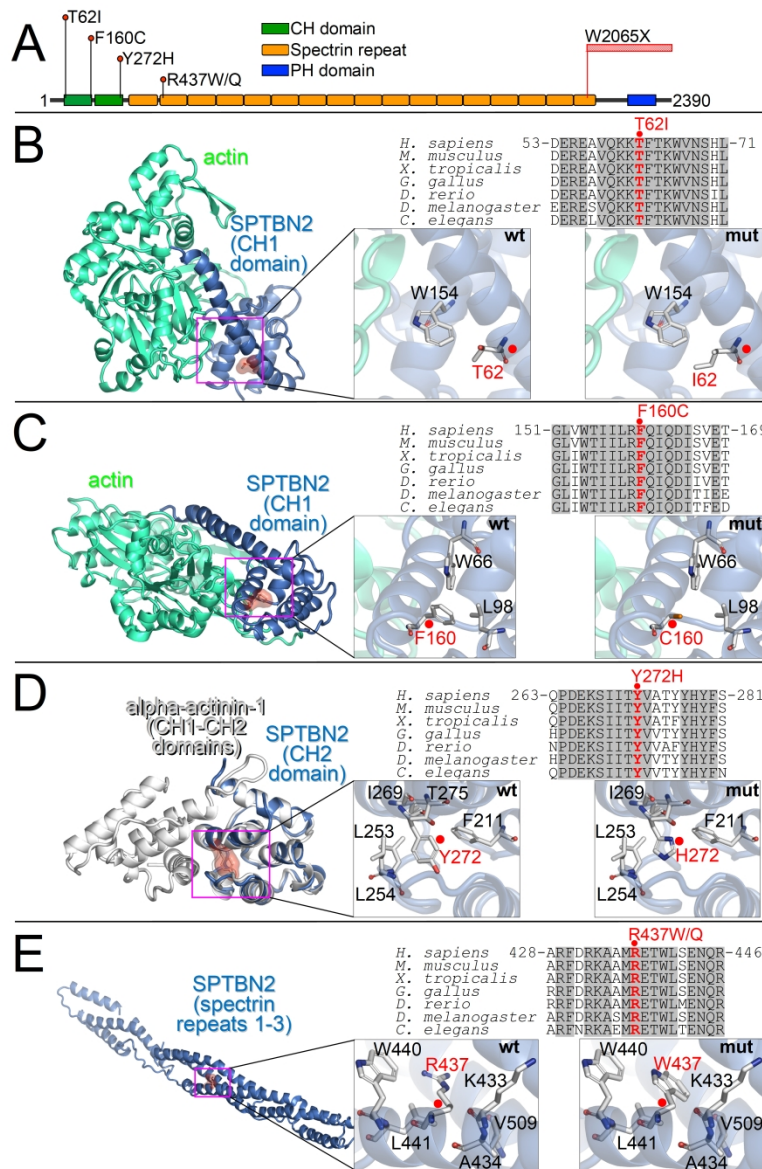 A
T62I
F160C
Y272H
R437W/Q
CH domain
Spectrin repeat
PH domain
W2065X
1
2390
B
actin
SPTBN2
(CH1
domain)
T62I
H. sapiens 53-DEREAVQKKTFTKWVNSHL-71
M. musculus DEREAVQKKTFTKWVNSHL
X. tropicalis DEREAVQKKTFTKWVNSHL
G. gallus DEREAVQKKTFTKWVNSHL
D. rerio DEREAVQKKTFTKWVNSHL
D. melanogaster EERESVQKKTFTKWVNSHL
C. elegans DERELVQKKTFTKWVNSHL
wt
W154
T62
mut
W154
I62
C
actin
SPTBN2
(CH1
domain)
F160C
H. sapiens 151-GLVWTIILRFQIQDISVET-169
M. musculus GLIWTIILRFQIQDISVET
X. tropicalis GLIWTIILRFQIQDISVET
G. gallus GLIWTIILRFQIQDISVET
D. rerio GLIWTIILRFQIQDISVET
D. melanogaster GLIWTIILRFQIQDITIEE
C. elegans GLIWTIILRFQIQDITFED
wt
W66
L98
F160
mut
W66
L98
C160
D
alpha-actinin-1
(CH1-CH2
domains)
SPTBN2
(CH2
domain)
Y272H
H. sapiens 263-QPDEKSIITYVATYYHYFS-281
M. musculus QPDEKSIITYVATYYHYFS
X. tropicalis QPDEKSIITYVATFYHYFS
G. gallus HPDEKSIITYVVTYYHYFS
D. rerio NPDEKSIITYVVAFYHYFS
D. melanogaster HPDEKSIITYVVTYYHYFS
C. elegans QPDEKSIITYVVTYYHYFN
wt
I269
T275
L253
F211
Y272
L254
mut
I269
L253
F211
H272
L254
E
SPTBN2
(spectrin
repeats 1-3)
R437W/Q
H. sapiens 428-ARFDRKAAMRETWLSENQR-446
M. musculus ARFDRKAAMRETWLSENQR
X. tropicalis ARFDRKAAMRETWLSENQR
G. gallus RRFDRKAAMRETWLSENQR
D. rerio RRFDRKAAMRETWLMENQR
D. melanogaster ARFDRKASMRETWLSENQR
C. elegans ARFNRKAEMRETWLTENQR
wt
W440
R437
K433
V509
L441
A434
mut
W440
W437
K433
V509
L441
A434